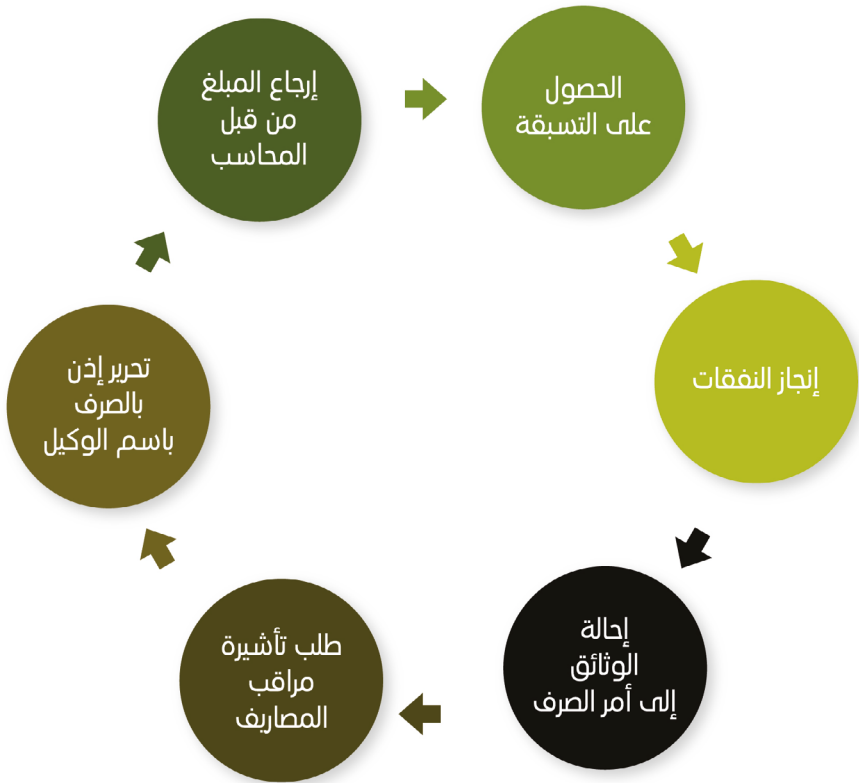 الحصول
على التسبقة
إنجاز النفقات
إحالة
الوثائق
إلى أمر الصرف
طلب تأشيرة
مراقب
المصاريف
تحرير إذن
بالصرف
باسم الوكيل
إرجاع المبلغ
من قبل
المحاسب